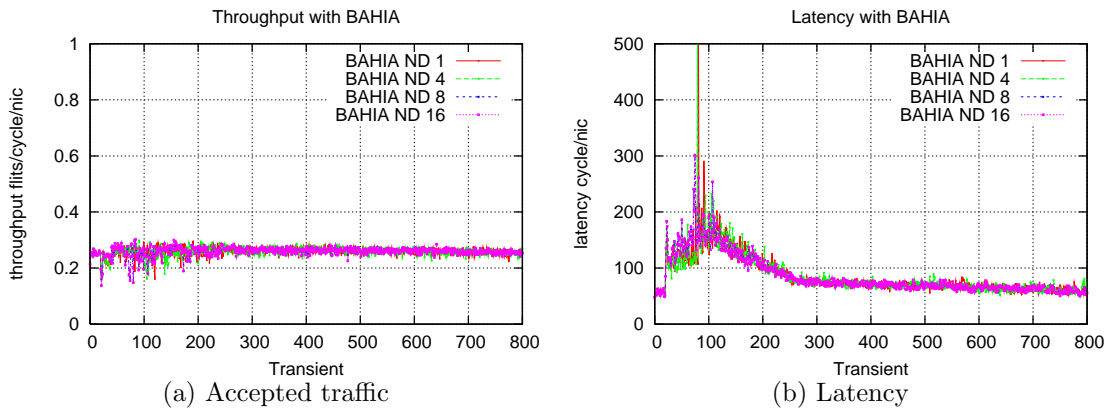 Throughput with BAHIA
throughput flits/cycle/nic
1
0.8
0.6
0.4
0.2
0
BAHIA ND 1
BAHIA ND 4
BAHIA ND 8
BAHIA ND 16
0 100 200 300 400 500 600 700 800
Transient
(a) Accepted traffic
Latency with BAHIA
latency cycle/nic
500
400
300
200
100
0
BAHIA ND 1
BAHIA ND 4
BAHIA ND 8
BAHIA ND 16
0 100 200 300 400 500 600 700 800
Transient
(b) Latency